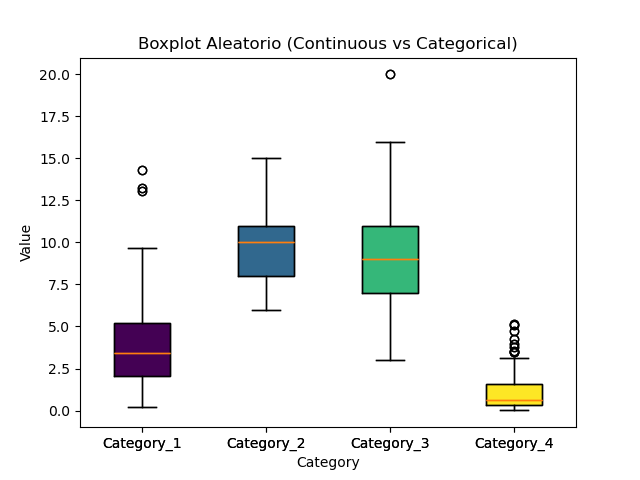 Boxplot Aleatorio (Continuous vs Categorical)
20.0
17.5
15.0
12.5
10.0
7.5
5.0
2.5
0.0
Value
Category_1 Category_2 Category_3 Category_4
Category